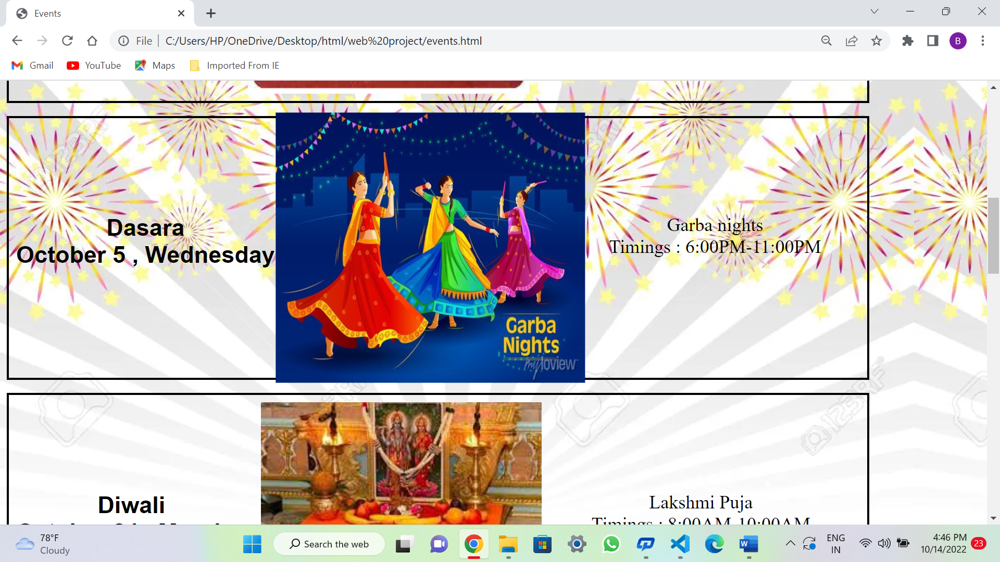 Events
File
C:/Users/HP/OneDrive/Desktop/html/web%20project/events.html
B
Gmail
YouTube
Maps
Imported From IE
Dasara
October 5 , Wednesday
Garba
Nights
myloview
Garba nights
Timings : 6:00PM-11:00PM
123RF
Diwali
Lakshmi Puja
Timings : 8:00AM-10:00AM
78°F
Cloudy
Search the web
W
ENG
IN
4:46 PM
10/14/2022
23